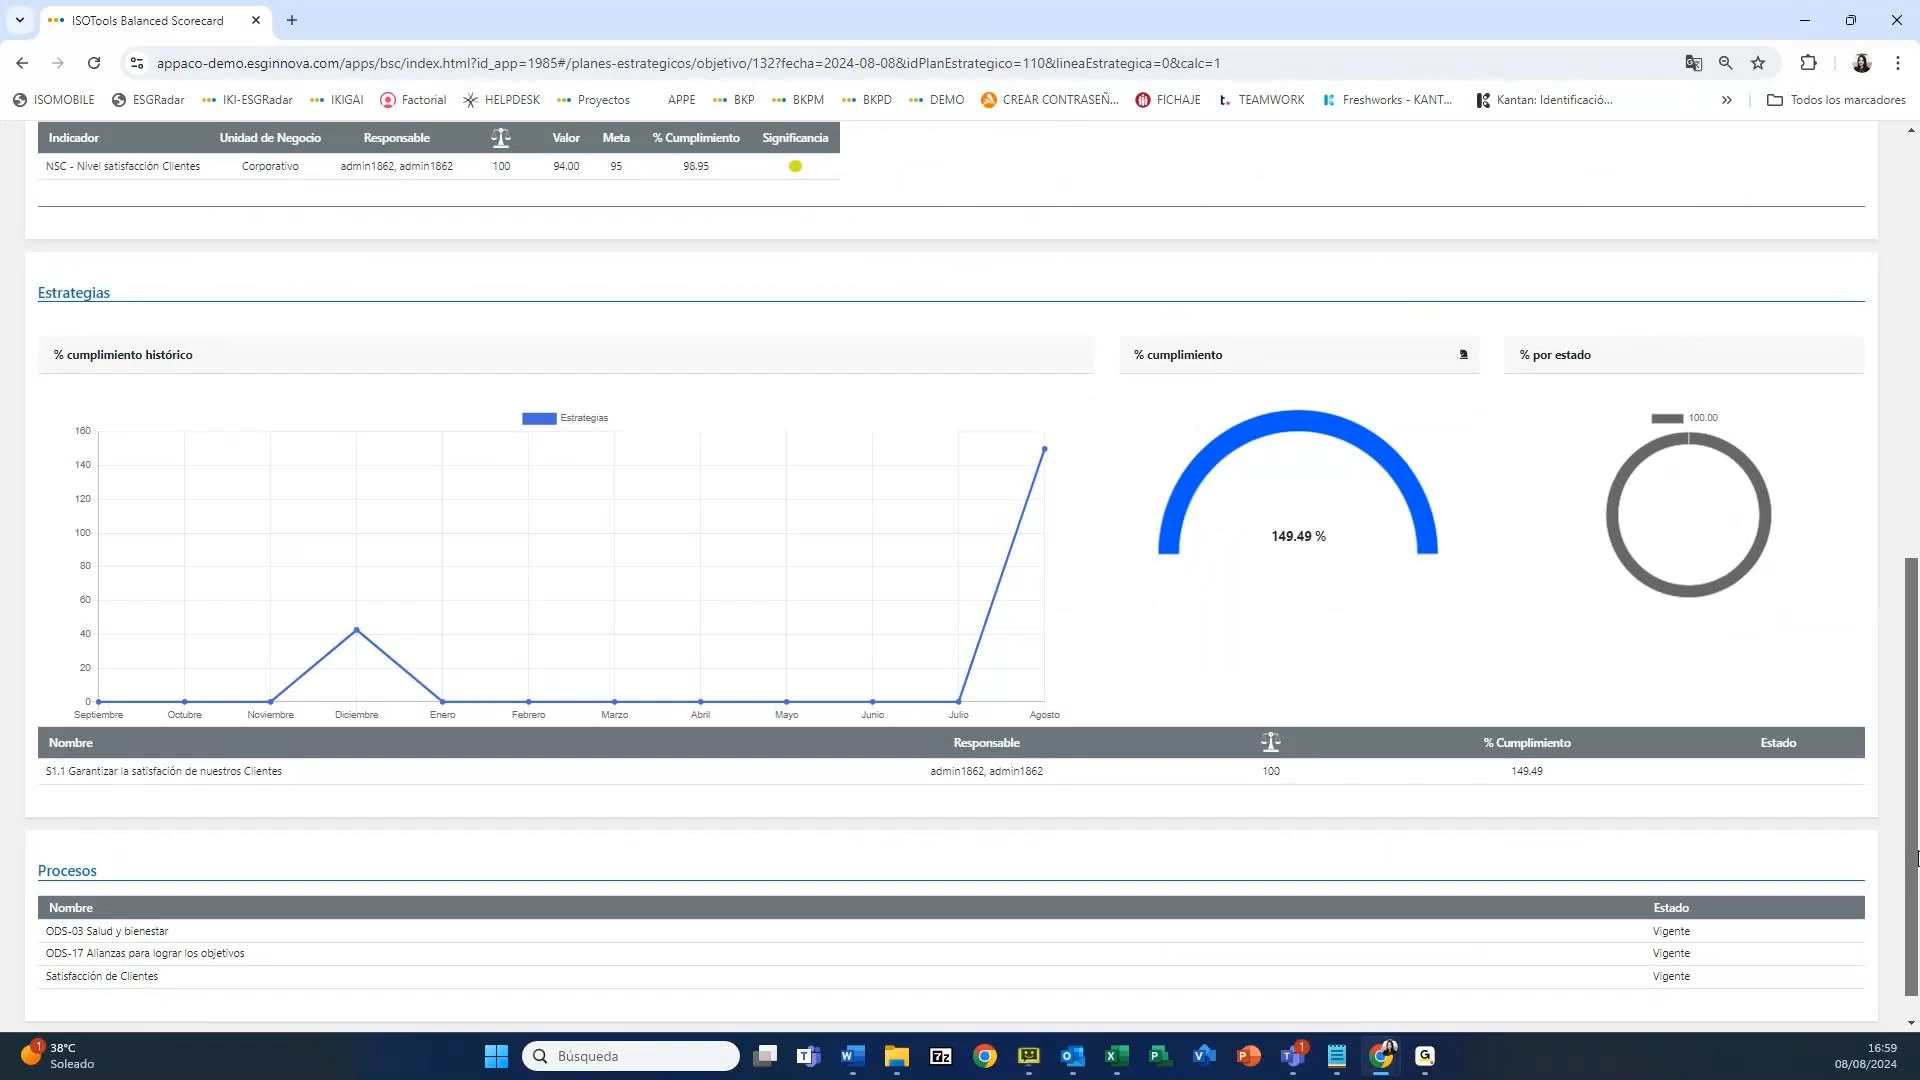 ISOTools Balanced Scorecard
appaco-demo.esginnova.com/apps/bsc/index.html?id_app=1985#/planes-estrategicos/objetivo/132?fecha=2024-08-08&idPlanEstrategico=110&lineaEstrategica=0&calc=1
ISOMOBILE ESGRadar IKI-ESGRadar IKIGAI Factorial HELPDESK Proyectos APPE BKP BKPM BKPD DEMO CREAR CONTRASEÑ... FICHAJE TEAMWORK Freshworks - KANT... Kantan: Identificació... Todos los marcadores
Indicador Unidad de Negocio Responsable Valor Meta % Cumplimiento Significancia
NSC - Nivel satisfacción Clientes Corporativo admin1862, admin1862 100 94.00 95 98.95
Estrategias
% cumplimiento histórico % cumplimiento % por estado
Estrategias
100.00
160
140
120
100
80
60
40
20
0
149.49 %
Septiembre Octubre Noviembre Diciembre Enero Febrero Marzo Abril Mayo Junio Julio Agosto
Nombre Responsable % Cumplimiento Estado
S1.1 Garantizar la satisfación de nuestros Clientes admin1862, admin1862 100 149.49
Procesos
Nombre Estado
ODS-03 Salud y bienestar Vigente
ODS-17 Alianzas para lograr los objetivos Vigente
Satisfacción de Clientes Vigente
1 38°C
Soleado
Búsqueda
1
16:59
08/08/2024